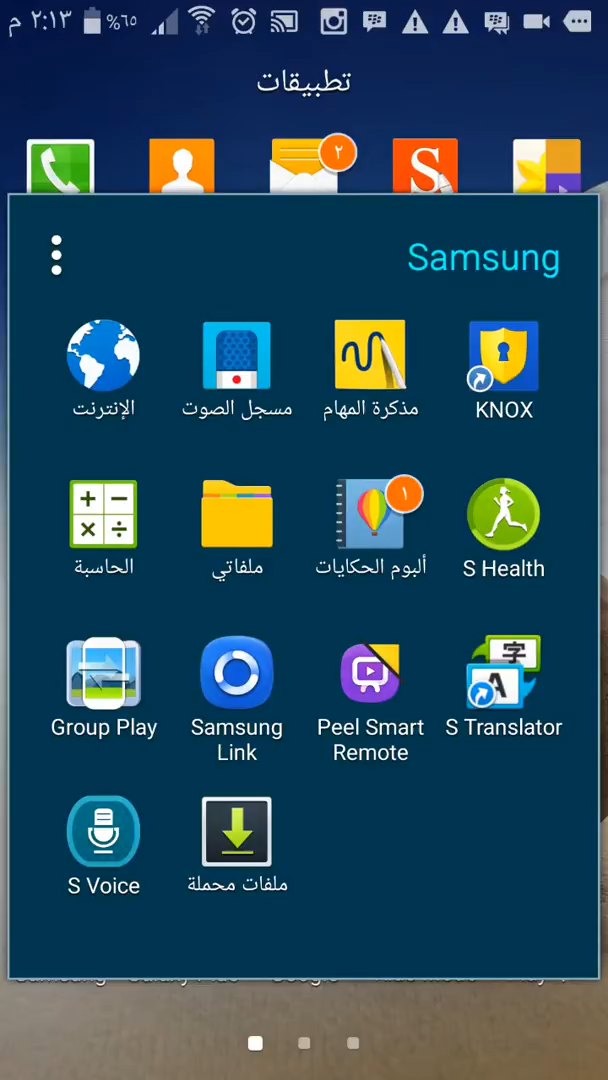 ٢:١٣ م
%٦٥
تطبيقات
٢
S
Samsung
KNOX
مذكرة المهام
مسجل الصوت
الإنترنت
S Health
١
ألبوم الحكايات
ملفاتي
الحاسبة
S Translator
字
A
Peel Smart
Remote
Samsung
Link
Group Play
ملفات محملة
S Voice